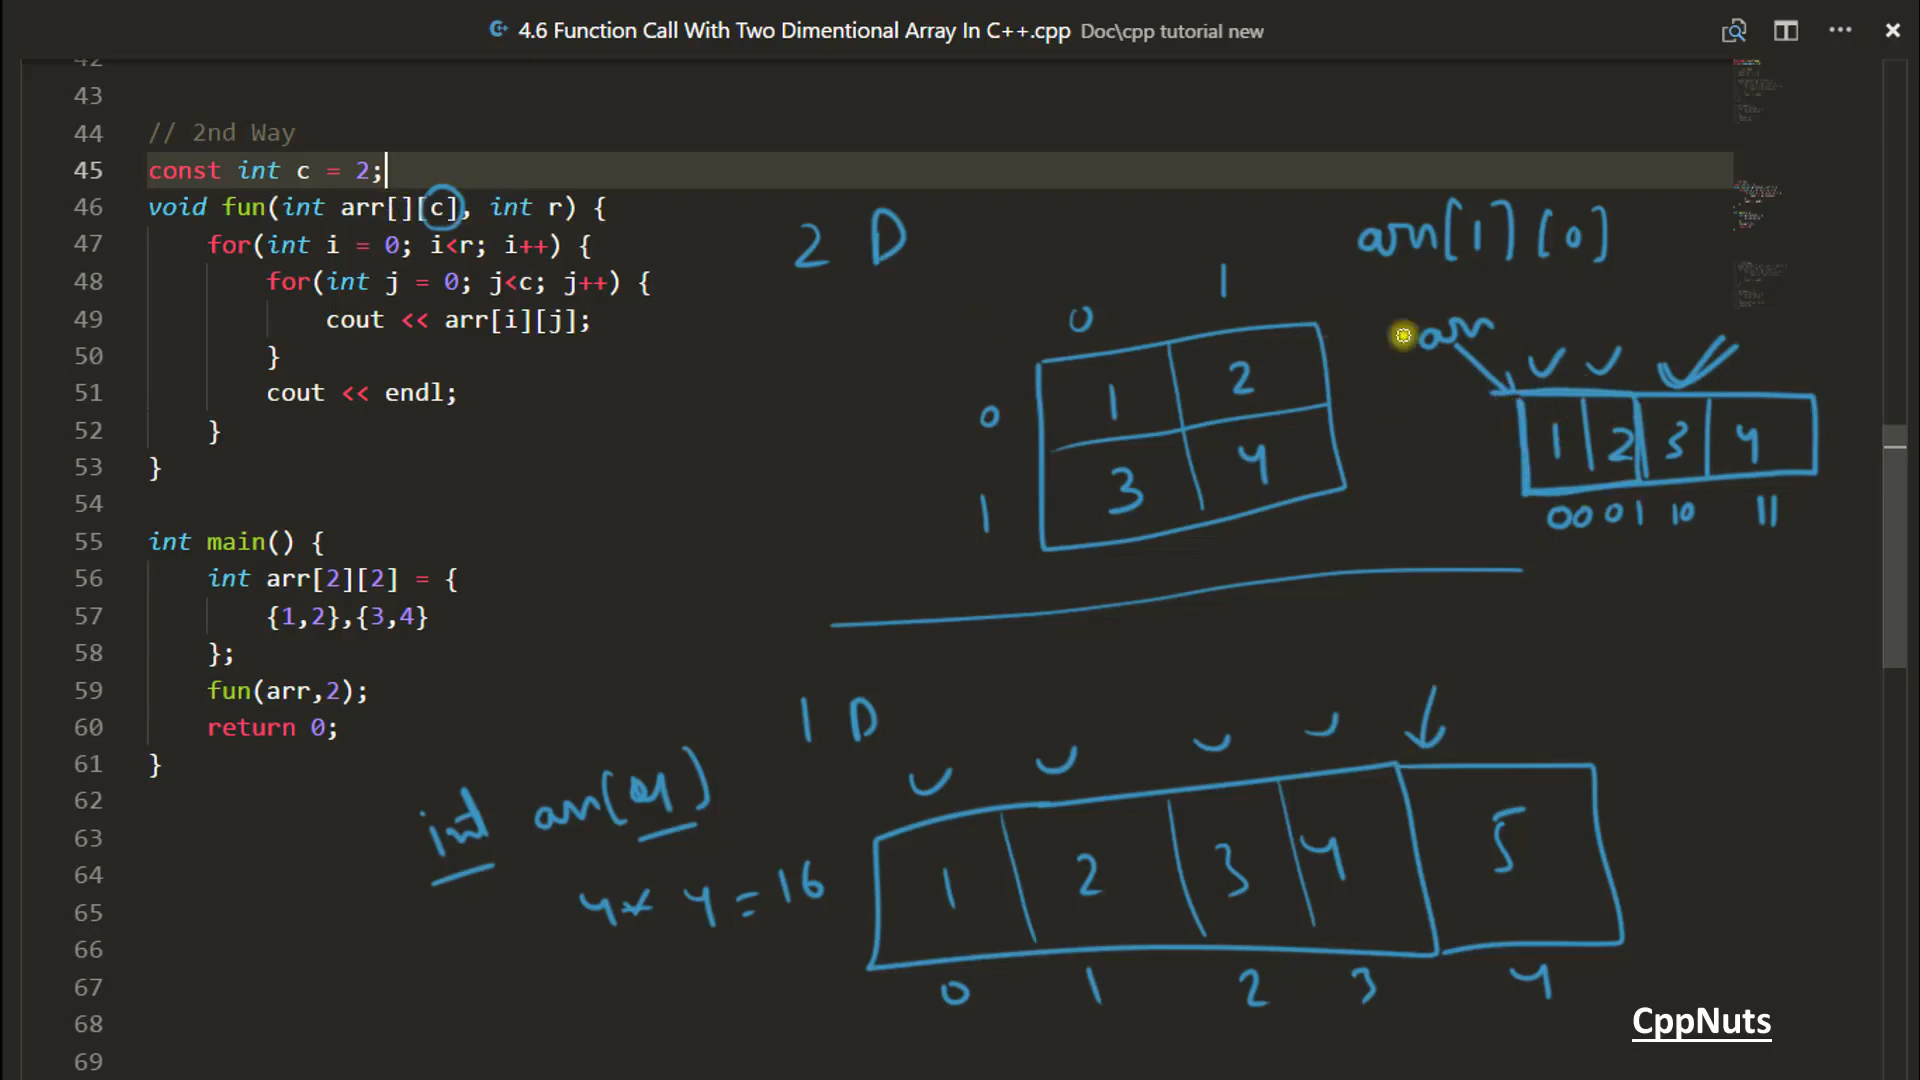 4.6 Function Call With Two Dimentional Array In C++.cpp Doc\cpp tutorial new
42
43
44 // 2nd Way
45 const int c = 2;
46 void fun(int arr[][c], int r) {
47 for(int i = 0; i<r; i++) {
48 for(int j = 0; j<c; j++) {
49 cout << arr[i][j];
50 }
51 cout << endl;
52 }
53 }
54
55 int main() {
56 int arr[2][2] = {
57 {1,2},{3,4}
58 };
59 fun(arr,2);
60 return 0;
61 }
62
63
64
65
66
67
68
69
2 D
arr[1][0]
0 1
0 1 2
1 3 4
arr
1 2 3 4
00 01 10 11
1 D
int arr(4)
4* 4 = 16
1 2 3 4 5
0 1 2 3 4
CppNuts